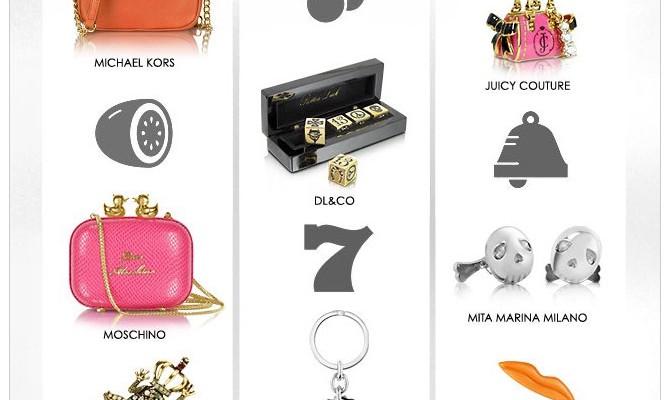 MICHAEL KORS
JUICY COUTURE
DL&CO
7
MOSCHINO
MITA MARINA MILANO